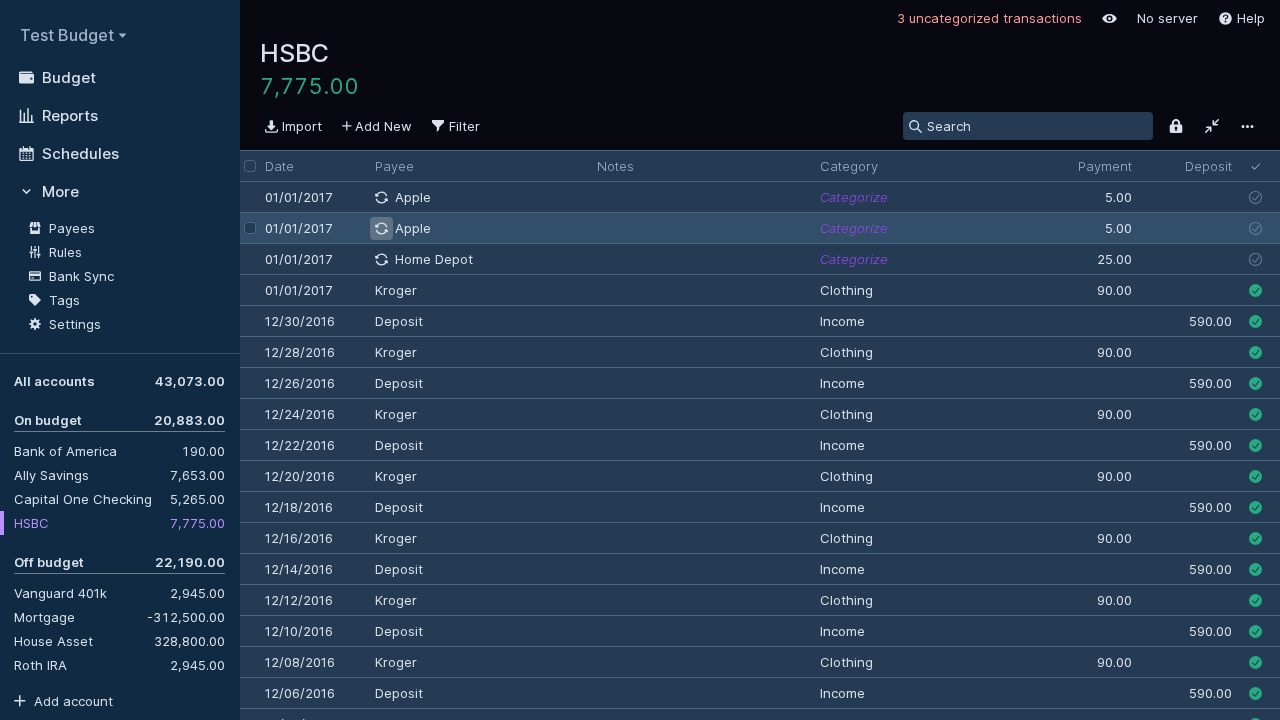 Test Budget
Budget
Reports
Schedules
More
Payees
Rules
Bank Sync
Tags
Settings
All accounts 43,073.00
On budget 20,883.00
Bank of America 190.00
Ally Savings 7,653.00
Capital One Checking 5,265.00
HSBC 7,775.00
Off budget 22,190.00
Vanguard 401k 2,945.00
Mortgage -312,500.00
House Asset 328,800.00
Roth IRA 2,945.00
Add account
3 uncategorized transactions No server Help
HSBC
7,775.00
Import Add New Filter Search
Date Payee Notes Category Payment Deposit
01/01/2017 Apple Categorize 5.00
01/01/2017 Apple Categorize 5.00
01/01/2017 Home Depot Categorize 25.00
01/01/2017 Kroger Clothing 90.00
12/30/2016 Deposit Income 590.00
12/28/2016 Kroger Clothing 90.00
12/26/2016 Deposit Income 590.00
12/24/2016 Kroger Clothing 90.00
12/22/2016 Deposit Income 590.00
12/20/2016 Kroger Clothing 90.00
12/18/2016 Deposit Income 590.00
12/16/2016 Kroger Clothing 90.00
12/14/2016 Deposit Income 590.00
12/12/2016 Kroger Clothing 90.00
12/10/2016 Deposit Income 590.00
12/08/2016 Kroger Clothing 90.00
12/06/2016 Deposit Income 590.00